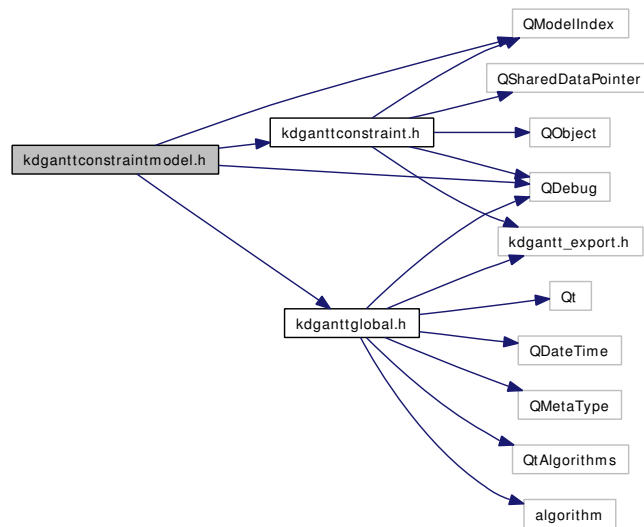 QModelIndex
QSharedDataPointer
kdganttconstraint.h
QObject
kdganttconstraintmodel.h
QDebug
kdgantt_export.h
Qt
kdganttglobal.h
QDateTime
QMetaType
QtAlgorithms
algorithm